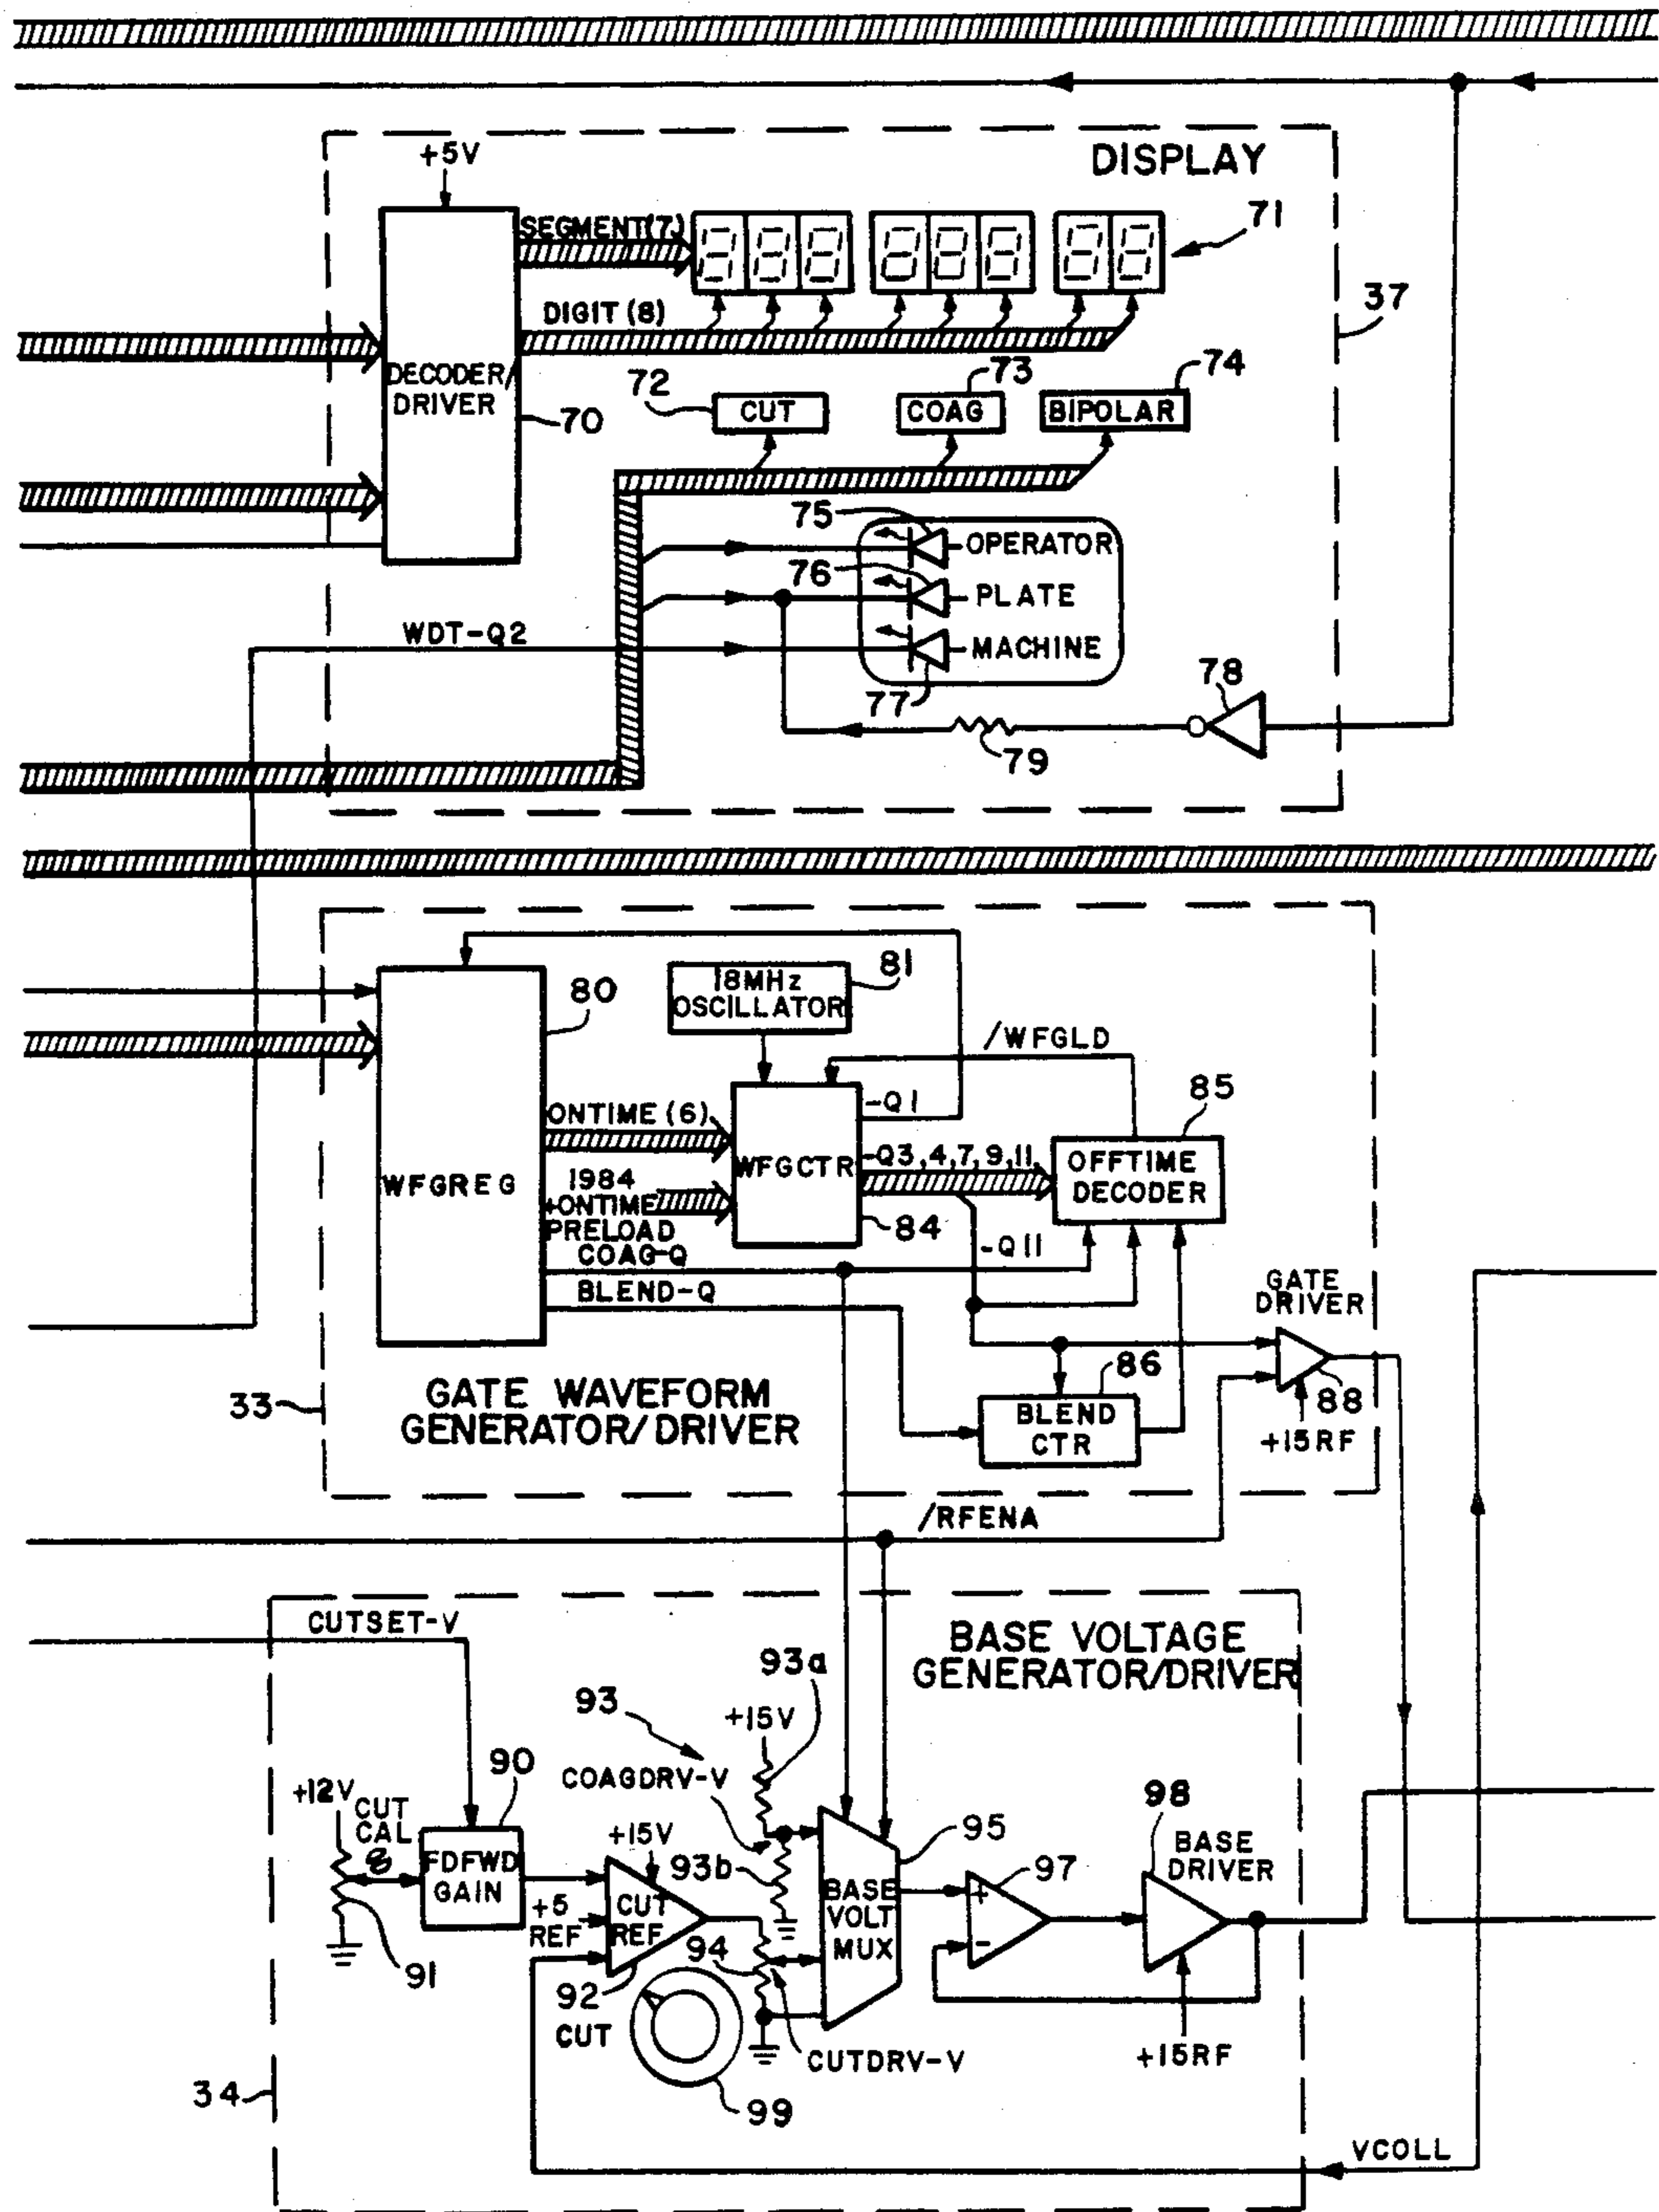 DISPLAY
+5V
SEGMENT(7)
71
DIGIT (8)
37
DECODER/
DRIVER
70
72
CUT
73
COAG
74
BIPOLAR
75
OPERATOR
76
PLATE
WDT-Q2
MACHINE
77
78
79
80
18MHz
OSCILLATOR
81
/WFGLD
85
ONTIME (6)
-Q1
WFGREG
WFGCTR
-Q3,4,7,9,11
OFFTIME
DECODER
1984
+ONTIME
PRELOAD
84
COAG-Q
-Q11
BLEND-Q
GATE
DRIVER
86
33
GATE WAVEFORM
GENERATOR/DRIVER
BLEND
CTR
88
+15RF
/RFENA
CUTSET-V
BASE VOLTAGE
GENERATOR/DRIVER
93a
93
+15V
90
COAGDRV-V
+12V
CUT
CAL
8
FDFWD
GAIN
+15V
93b
95
98
BASE
DRIVER
97
+5
REF
CUT
REF
BASE
VOLT
MUX
+
-
91
94
92
CUT
CUTDRV-V
+15RF
34
99
VCOLL